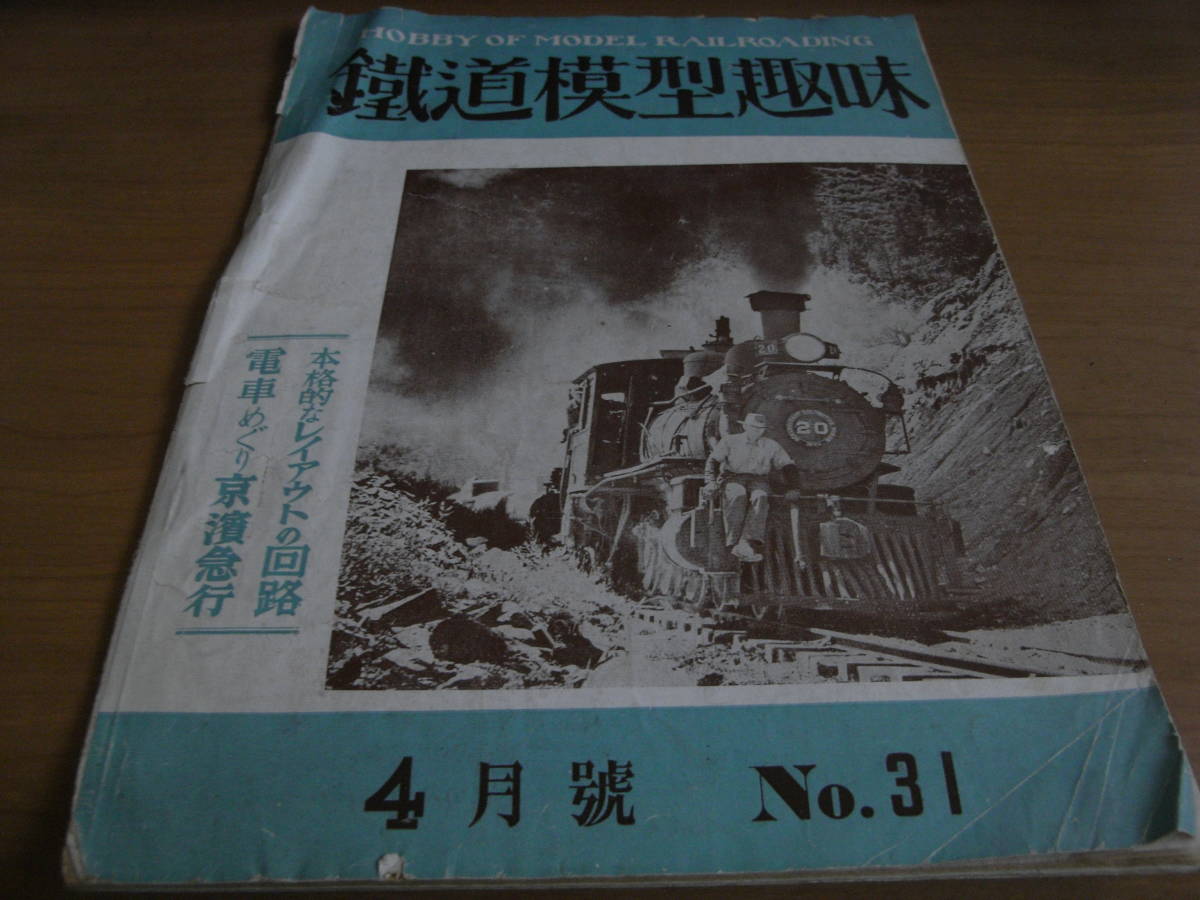 HOBBY OF MODEL RAILROADING
鐵道模型趣味
本格的なレイアウトの回路
電車めぐり京濱急行
20
20
4月號 No.31